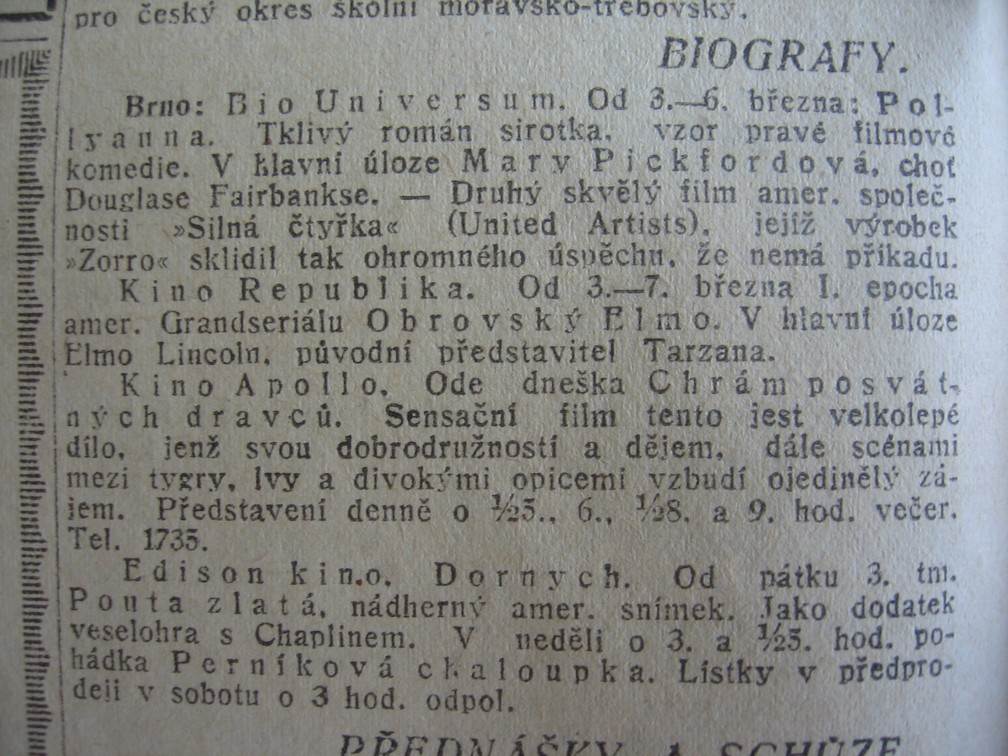 pro český okres školní moravsko-třebovský.
BIOGRAFY.
Brno: Bio Universum. Od 3.—6. března: Pol-
lyanna. Tklivý román sirotka, vzor pravé filmové
komedie. V hlavní úloze Mary Pickfordová, choť
Douglase Fairbankse. — Druhý skvělý film amer. společ-
nosti »Silná čtyřka« (United Artists), jejíž výrobek
»Zorro« sklidil tak ohromného úspěchu, že nemá příkadu.
Kino Republika. Od 3.—7. března I. epocha
amer. Grandseriálu Obrovský Elmo. V hlavní úloze
Elmo Lincoln, původní představitel Tarzana.
Kino Apollo. Ode dneška Chrám posvát-
ných dravců. Sensační film tento jest velkolepé
dílo, jenž svou dobrodružností a dějem, dále scénami
mezi tygry, lvy a divokými opicemi vzbudí ojedinělý zá-
jem. Představení denně o ½5., 6., ½8. a 9. hod. večer.
Tel. 1735.
Edison kino, Dornych. Od pátku 3. tm.
Pouta zlatá, nádherný amer. snímek. Jako dodatek
veselohra s Chaplinem. V neděli o 3. a ½5. hod. po-
hádka Perníková chaloupka. Lístky v předpro-
deji v sobotu o 3 hod. odpol.
PŘEDNÁŠKY A SCHŮZE